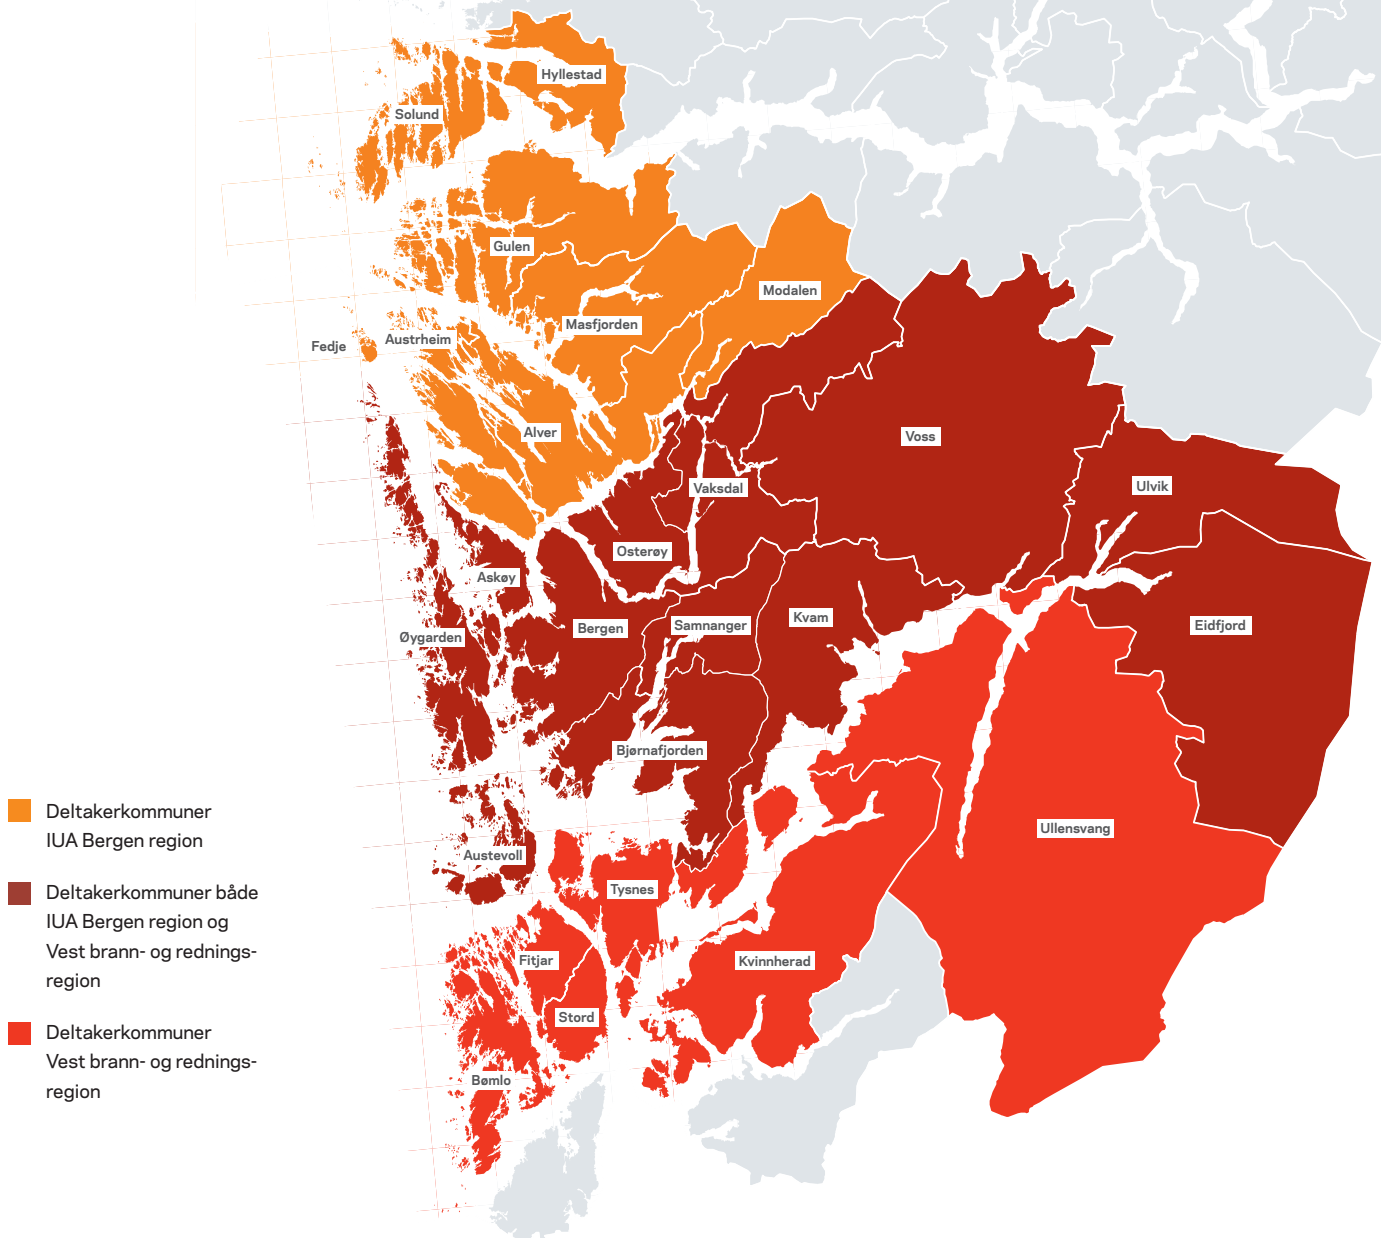 Hyllestad
Solund
Gulen
Modalen
Masfjorden
Austrheim
Fedje
Alver
Voss
Vaksdal
Ulvik
Osterøy
Askøy
Kvam
Samnanger
Eidfjord
Bergen
Øygarden
Bjørnafjorden
Ullensvang
Austevoll
Tysnes
Fitjar
Kvinnherad
Stord
Bømlo
Deltakerkommuner
IUA Bergen region
Deltakerkommuner både
IUA Bergen region og
Vest brann- og rednings-
region
Deltakerkommuner
Vest brann- og rednings-
region